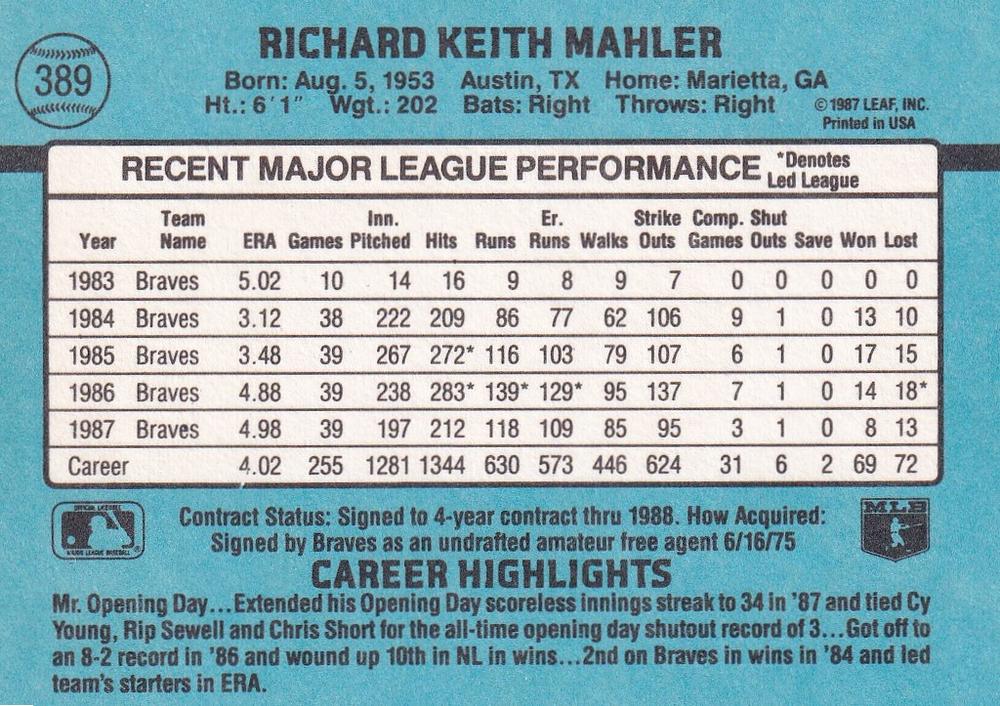 RICHARD KEITH MAHLER
389
Born: Aug. 5, 1953 Austin, TX Home: Marietta, GA
Ht.: 6'1" Wgt.: 202 Bats: Right Throws: Right
©1987 LEAF, INC.
Printed in USA
RECENT MAJOR LEAGUE PERFORMANCE
*Denotes
Led League
Year Team Name ERA Games Inn. Pitched Hits Runs Er. Runs Walks Strike Outs Comp. Games Shut Outs Save Won Lost
1983 Braves 5.02 10 14 16 9 8 9 7 0 0 0 0 0
1984 Braves 3.12 38 222 209 86 77 62 106 9 1 0 13 10
1985 Braves 3.48 39 267 272* 116 103 79 107 6 1 0 17 15
1986 Braves 4.88 39 238 283* 139* 129* 95 137 7 1 0 14 18*
1987 Braves 4.98 39 197 212 118 109 85 95 3 1 0 8 13
Career 4.02 255 1281 1344 630 573 446 624 31 6 2 69 72
OFFICIAL LICENSEE
MAJOR LEAGUE BASEBALL
Contract Status: Signed to 4-year contract thru 1988. How Acquired:
Signed by Braves as an undrafted amateur free agent 6/16/75
MLB
CAREER HIGHLIGHTS
Mr. Opening Day...Extended his Opening Day scoreless innings streak to 34 in '87 and tied Cy
Young, Rip Sewell and Chris Short for the all-time opening day shutout record of 3...Got off to
an 8-2 record in '86 and wound up 10th in NL in wins...2nd on Braves in wins in '84 and led
team's starters in ERA.